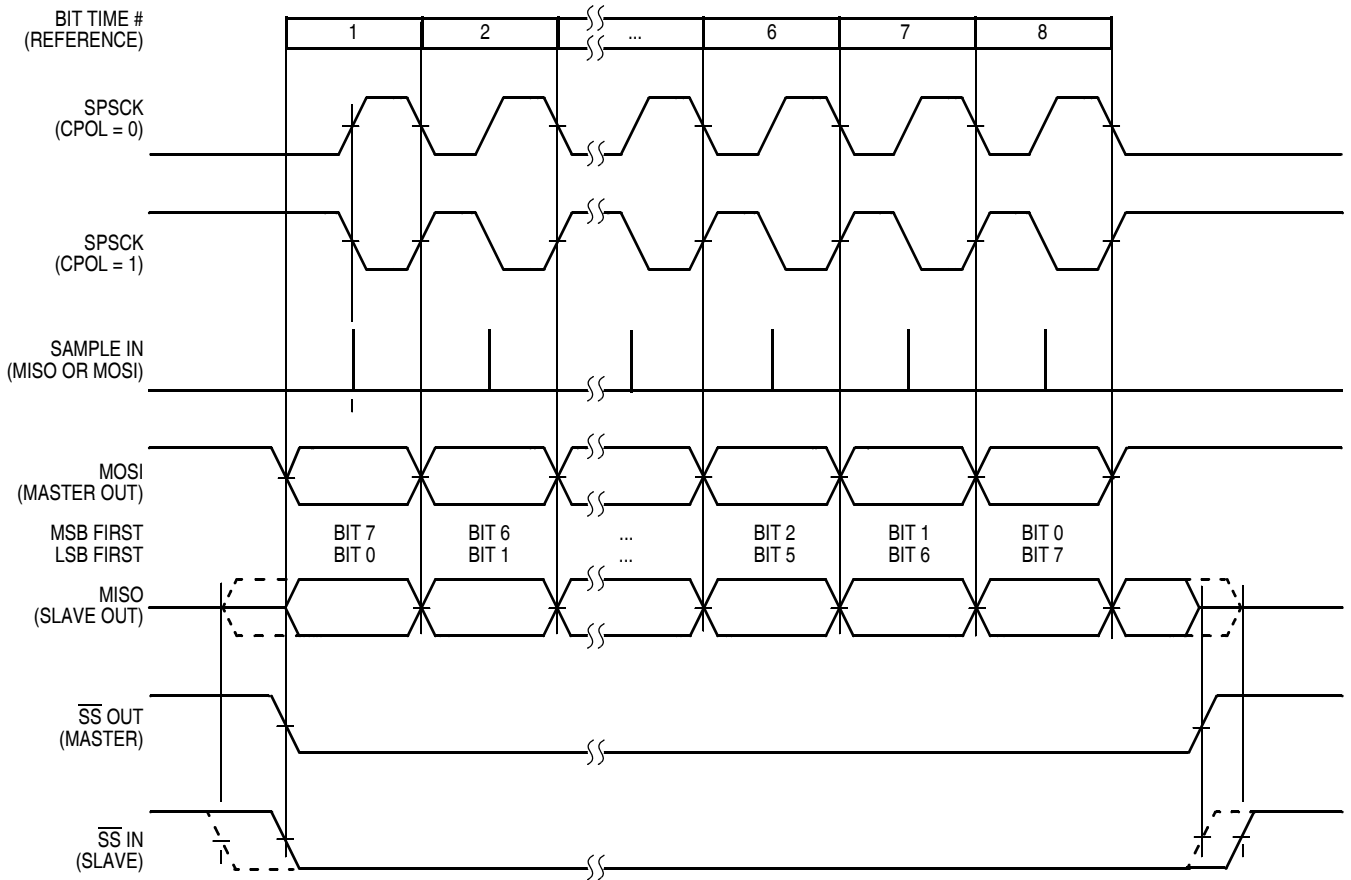 BIT TIME #
(REFERENCE)
1 2 ... 6 7 8
SPSCK
(CPOL = 0)
SPSCK
(CPOL = 1)
SAMPLE IN
(MISO OR MOSI)
MOSI
(MASTER OUT)
MSB FIRST BIT 7 BIT 6 ... BIT 2 BIT 1 BIT 0
LSB FIRST BIT 0 BIT 1 ... BIT 5 BIT 6 BIT 7
MISO
(SLAVE OUT)
S̅S̅ OUT
(MASTER)
S̅S̅ IN
(SLAVE)